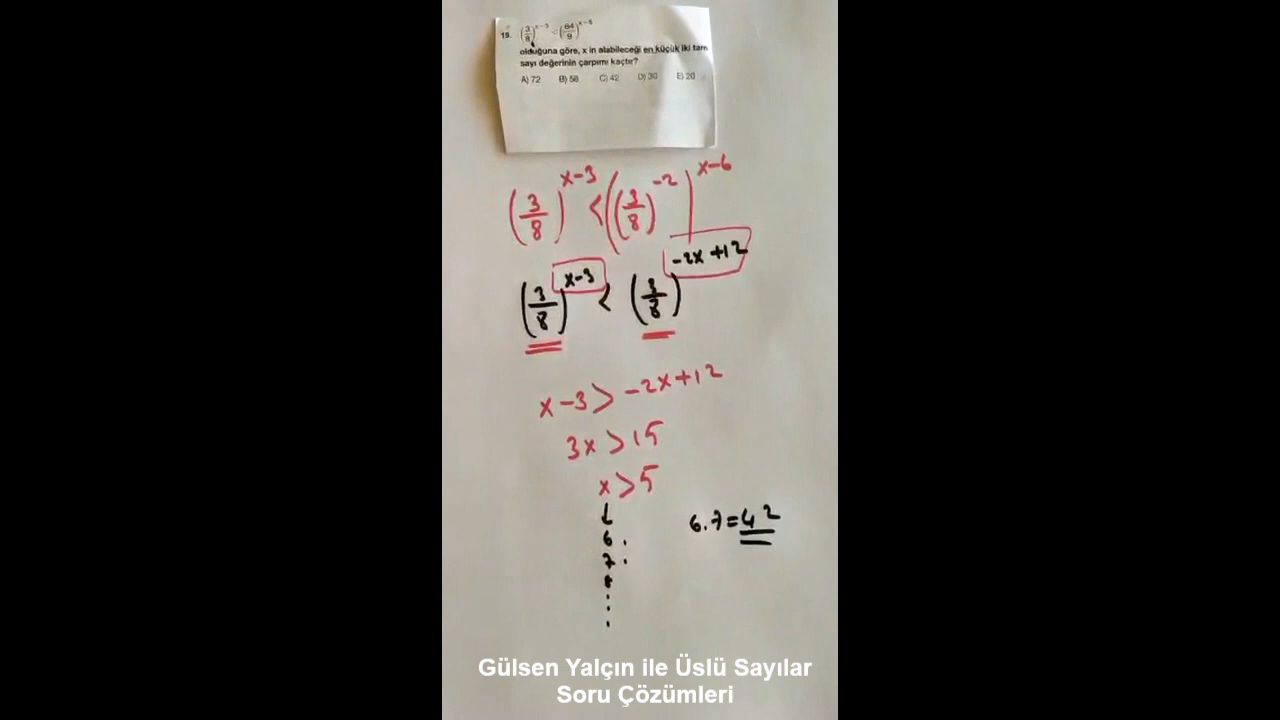 19. (3/8)^x-3 < (64/9)^x-6
olduğuna göre, x in alabileceği en küçük iki tam
sayı değerinin çarpımı kaçtır?
A) 72 B) 56 C) 42 D) 30 E) 20
(3/8)^x-3 < ((3/8)^-2)^x-6
(3/8)^x-3 < (3/8)^-2x+12
x-3 > -2x+12
3x > 15
x > 5
↓
6 .
7 .
8
.
.
.
6.7=42
Gülsen Yalçın ile Üslü Sayılar
Soru Çözümleri